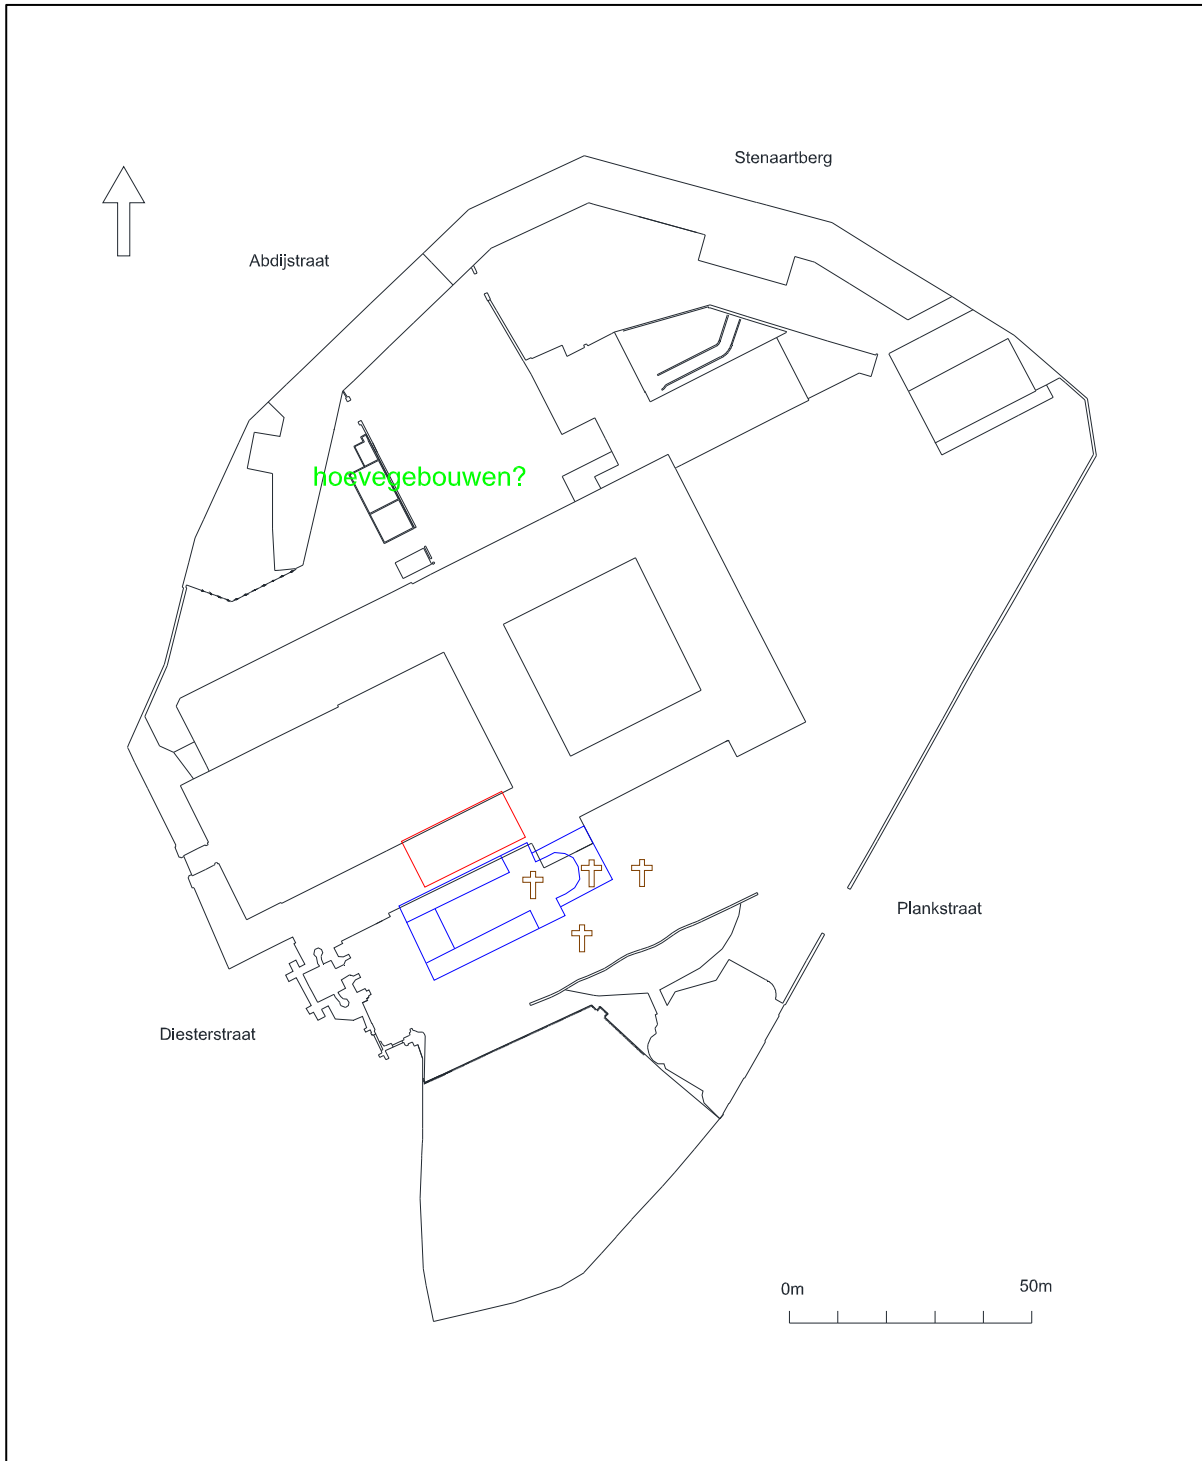 Stenaartberg
Abdijstraat
hoevegebouwen?
Plankstraat
Diesterstraat
0m
50m